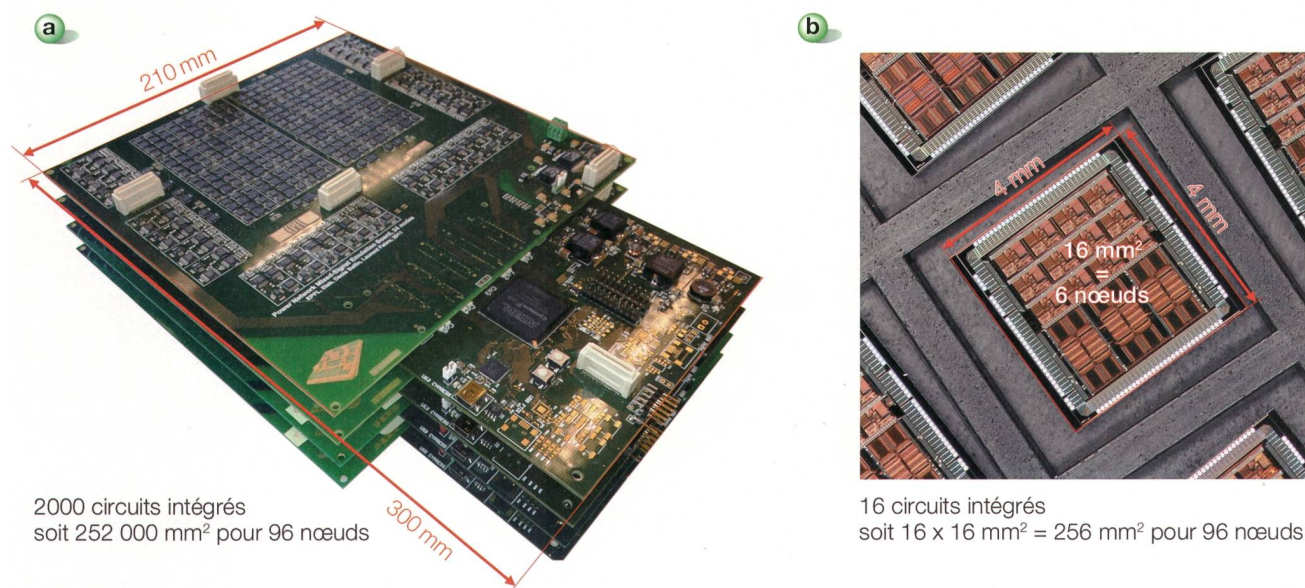 a
210 mm
300 mm
2000 circuits intégrés
soit 252 000 mm² pour 96 nœuds
b
4 mm
4 mm
16 mm²
=
6 nœuds
16 circuits intégrés
soit 16 x 16 mm² = 256 mm² pour 96 nœuds